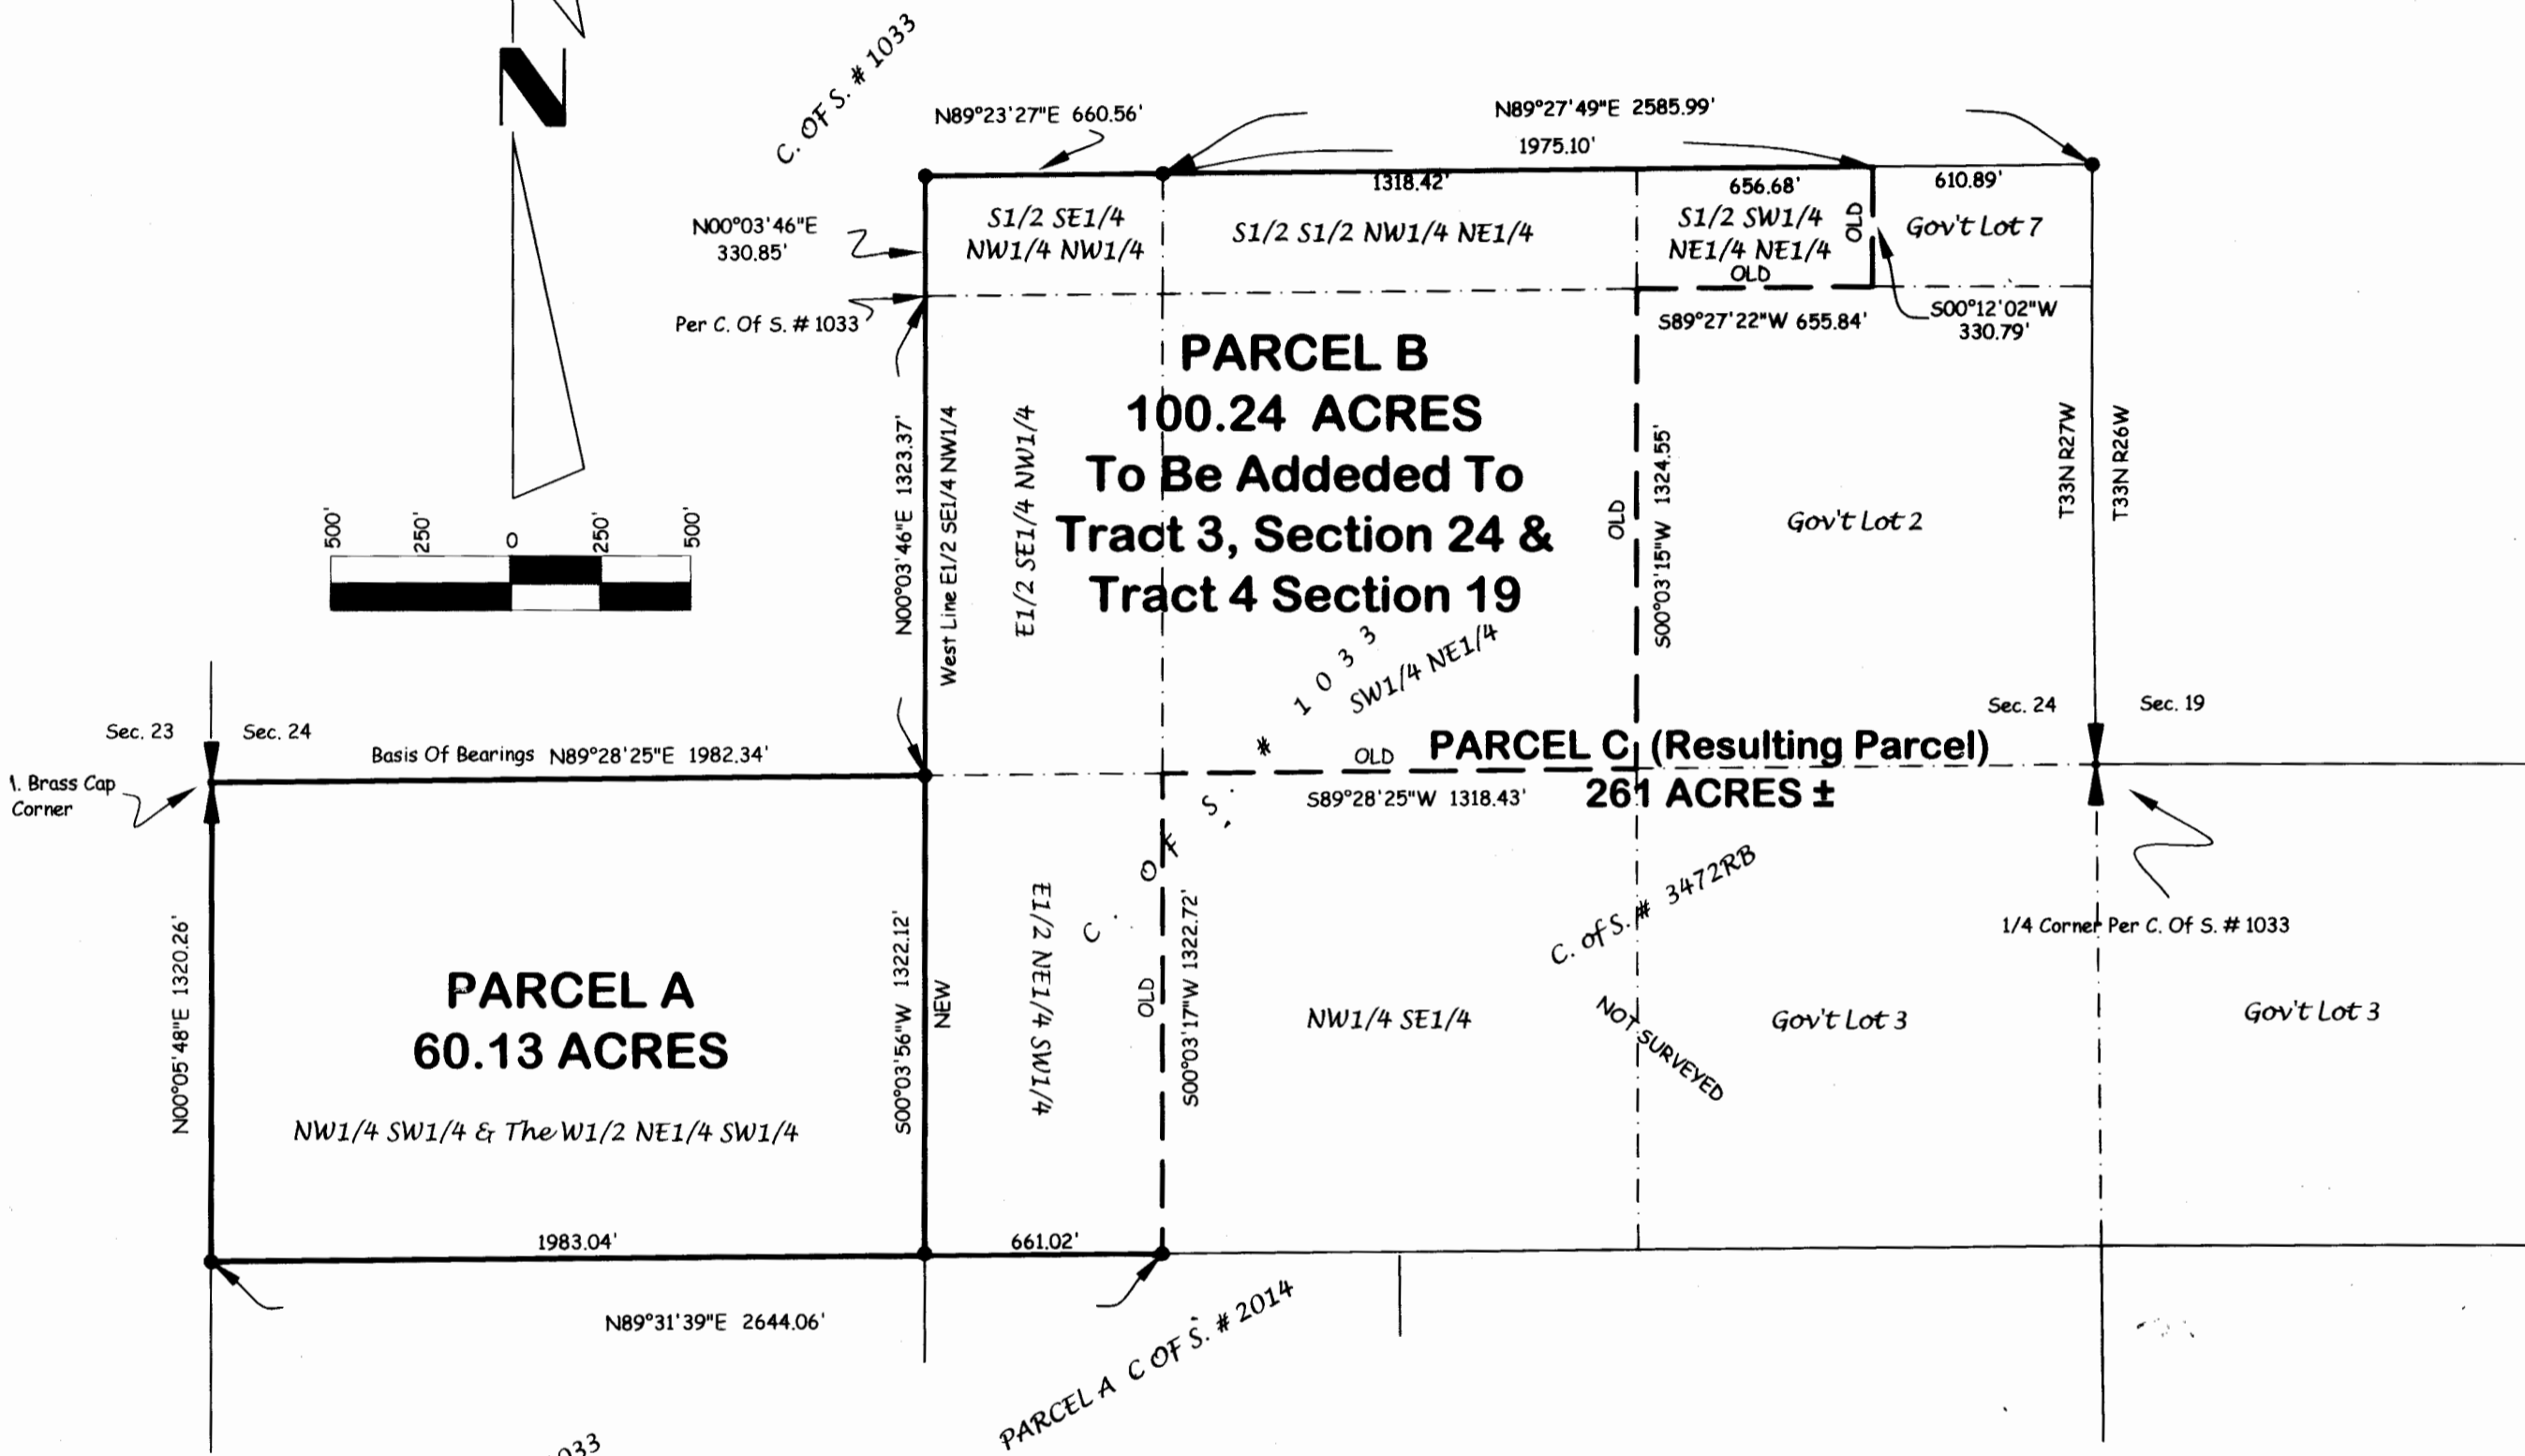 N
C. OF S. # 1033
N89°23'27"E 660.56'
N89°27'49"E 2585.99'
1975.10'
1318.42'
656.68'
610.89'
N00°03'46"E
330.85'
S1/2 SE1/4
NW1/4 NW1/4
S1/2 S1/2 NW1/4 NE1/4
S1/2 SW1/4
NE1/4 NE1/4
OLD
OLD
Gov't Lot 7
Per C. Of S. # 1033
S89°27'22"W 655.84'
S00°12'02"W
330.79'
PARCEL B
100.24 ACRES
To Be Addeded To
Tract 3, Section 24 &
Tract 4 Section 19
N00°03'46"E 1323.37'
West Line E1/2 SE1/4 NW1/4
E1/2 SE1/4 NW1/4
OLD
S00°03'15"W 1324.55'
Gov't Lot 2
T33N R27W
T33N R26W
500'
250'
0
250'
500'
SW1/4 NE1/4
C. OF S. # 1033
Sec. 23
Sec. 24
Sec. 24
Sec. 19
Basis Of Bearings N89°28'25"E 1982.34'
1. Brass Cap
Corner
OLD
PARCEL C (Resulting Parcel)
261 ACRES ±
S89°28'25"W 1318.43'
N00°05'48"E 1320.26'
PARCEL A
60.13 ACRES
NW1/4 SW1/4 & The W1/2 NE1/4 SW1/4
S00°03'56"W 1322.12'
NEW
E1/2 NE1/4 SW1/4
OLD
S00°03'17"W 1322.72'
C. of S. # 3472RB
NOT SURVEYED
1/4 Corner Per C. Of S. # 1033
NW1/4 SE1/4
Gov't Lot 3
Gov't Lot 3
1983.04'
661.02'
N89°31'39"E 2644.06'
PARCEL A C OF S. # 2014
033